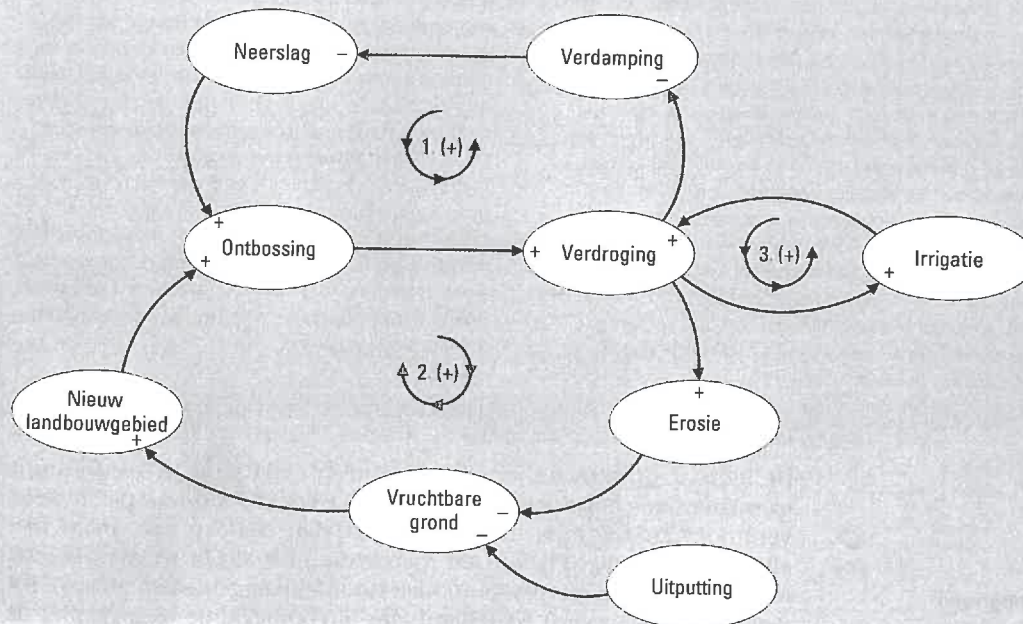 Neerslag
–
Verdamping
–
1. (+)
+
Ontbossing
+
+
Verdroging
+
3. (+)
Irrigatie
+
2. (+)
Nieuw
landbouwgebied
+
+
Erosie
Vruchtbare
grond
–
–
Uitputting